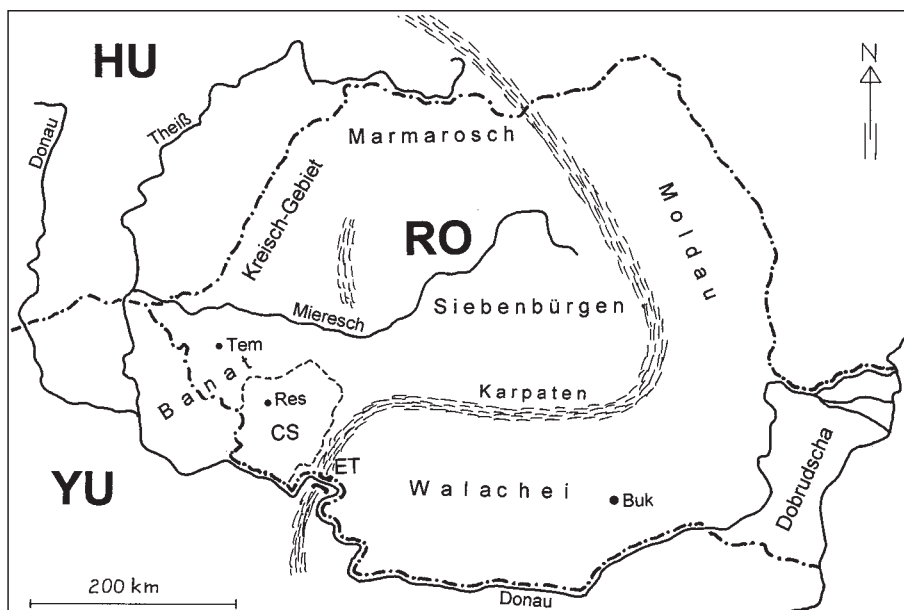 HU
N
Donau
Theiß
Marmarosch
Kreisch-Gebiet
RO
Moldau
Mieresch
Siebenbürgen
Tem
Banat
Res
CS
Karpaten
ET
YU
Walachei
Buk
Dobrudscha
200 km
Donau